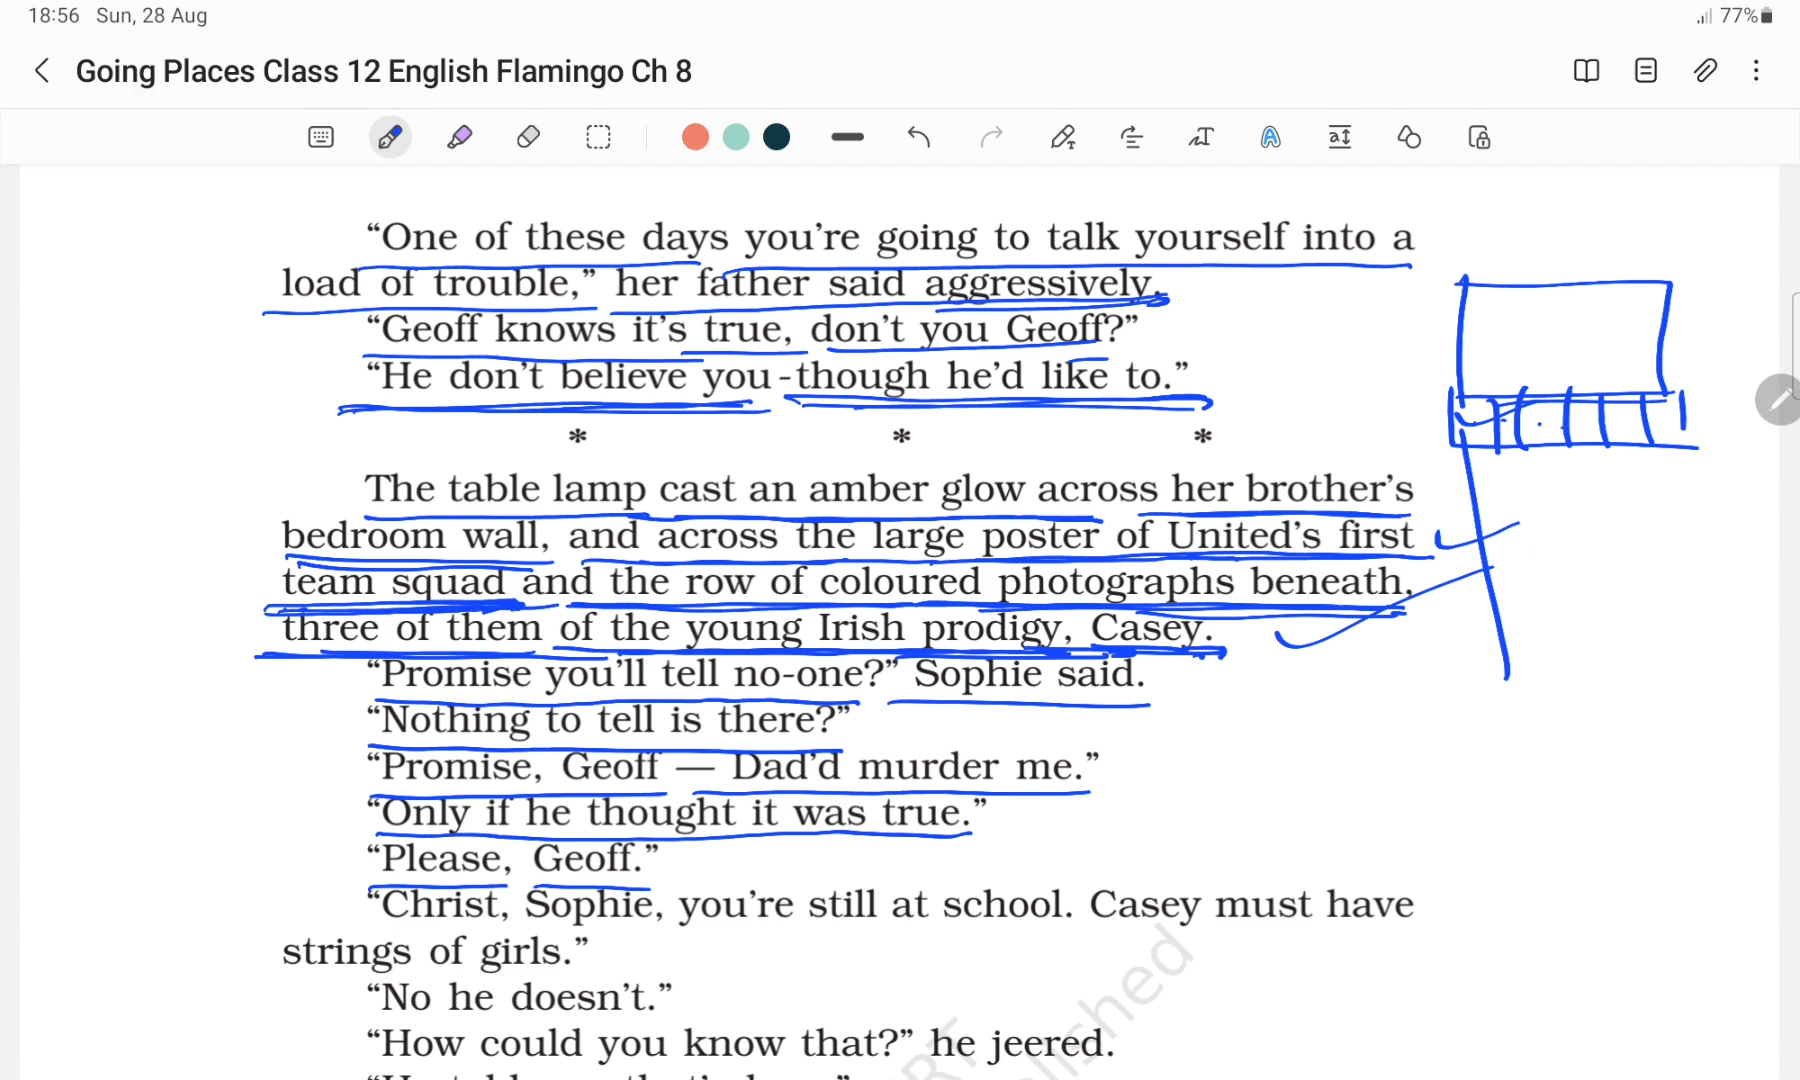 18:56 Sun, 28 Aug 77%
Going Places Class 12 English Flamingo Ch 8
“One of these days you’re going to talk yourself into a
load of trouble,” her father said aggressively.
“Geoff knows it’s true, don’t you Geoff?”
“He don’t believe you - though he’d like to.”
* * *
The table lamp cast an amber glow across her brother’s
bedroom wall, and across the large poster of United’s first
team squad and the row of coloured photographs beneath,
three of them of the young Irish prodigy, Casey.
“Promise you’ll tell no-one?” Sophie said.
“Nothing to tell is there?”
“Promise, Geoff — Dad’d murder me.”
“Only if he thought it was true.”
“Please, Geoff.”
“Christ, Sophie, you’re still at school. Casey must have
strings of girls.”
“No he doesn’t.”
“How could you know that?” he jeered.